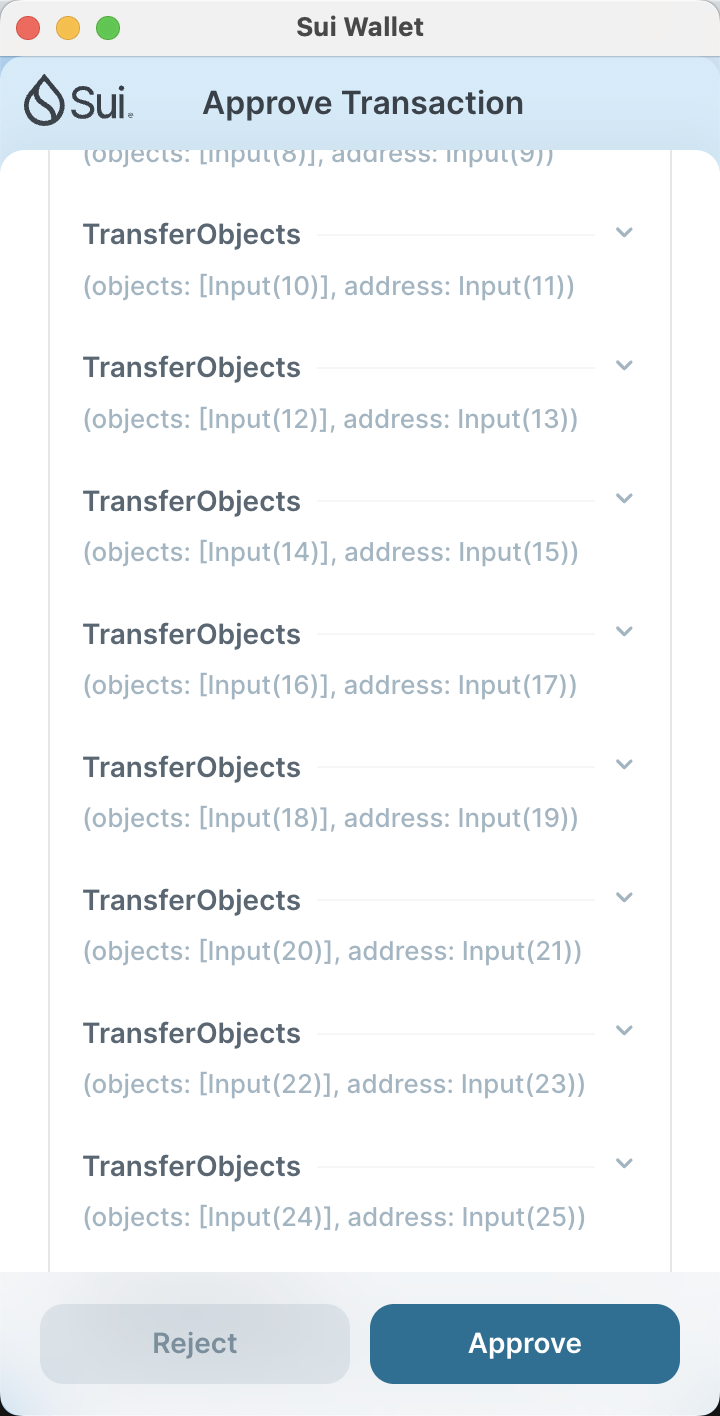 Sui Wallet
Sui
Approve Transaction
(objects: [Input(8)], address: Input(9))
TransferObjects
(objects: [Input(10)], address: Input(11))
TransferObjects
(objects: [Input(12)], address: Input(13))
TransferObjects
(objects: [Input(14)], address: Input(15))
TransferObjects
(objects: [Input(16)], address: Input(17))
TransferObjects
(objects: [Input(18)], address: Input(19))
TransferObjects
(objects: [Input(20)], address: Input(21))
TransferObjects
(objects: [Input(22)], address: Input(23))
TransferObjects
(objects: [Input(24)], address: Input(25))
Reject
Approve